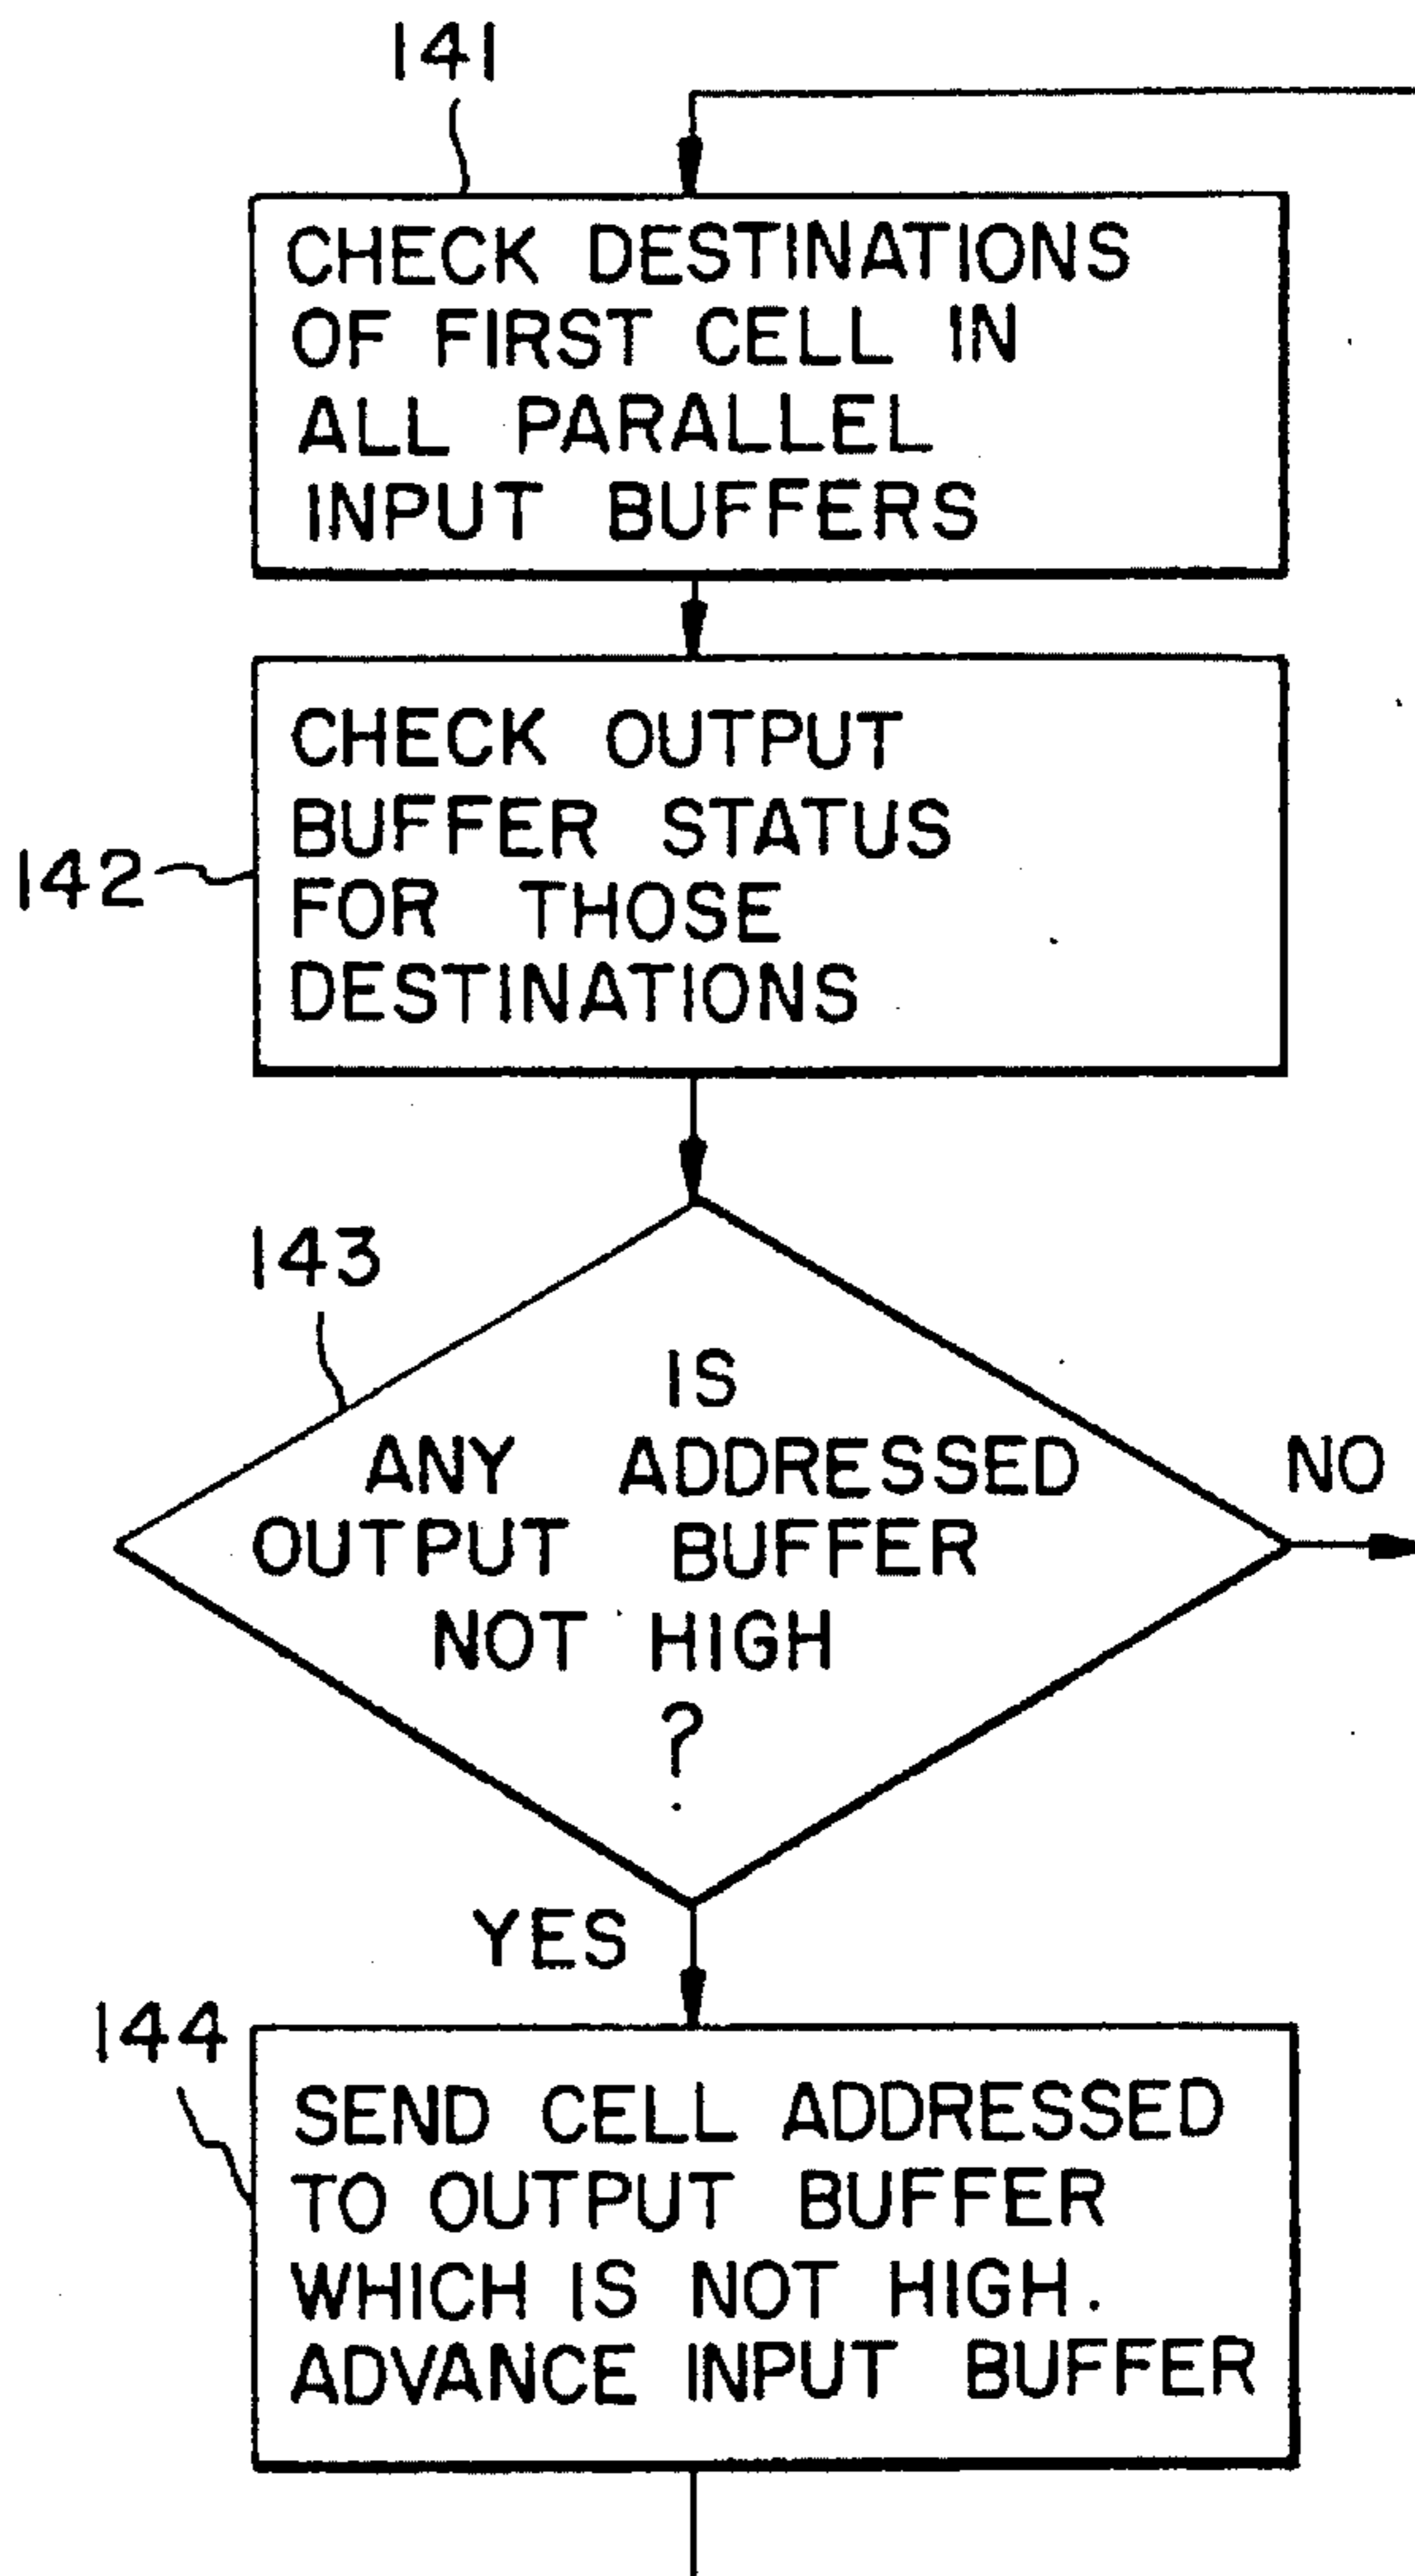 141
CHECK DESTINATIONS
OF FIRST CELL IN
ALL PARALLEL
INPUT BUFFERS
CHECK OUTPUT
BUFFER STATUS
FOR THOSE
DESTINATIONS
142
143
IS
ANY ADDRESSED
OUTPUT BUFFER
NOT HIGH
?
NO
YES
144
SEND CELL ADDRESSED
TO OUTPUT BUFFER
WHICH IS NOT HIGH.
ADVANCE INPUT BUFFER